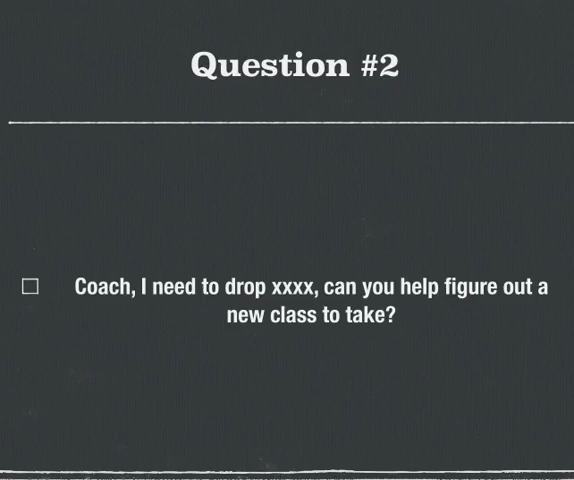 Question #2
Coach, I need to drop xxxx, can you help figure out a
new class to take?